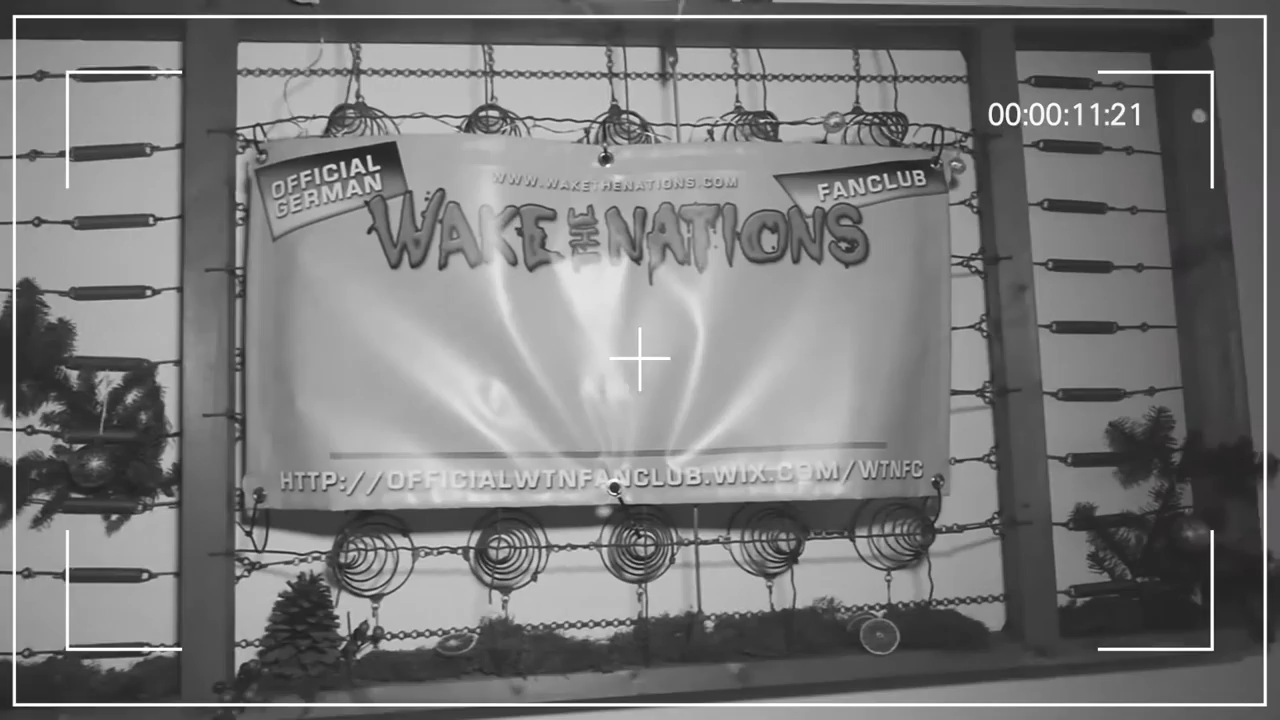 00:00:11:21
OFFICIAL
GERMAN
FANCLUB
WWW.WAKETHENATIONS.COM
WAKE THE NATIONS
HTTP://OFFICIALWTNFANCLUB.WIX.COM/WTNFC